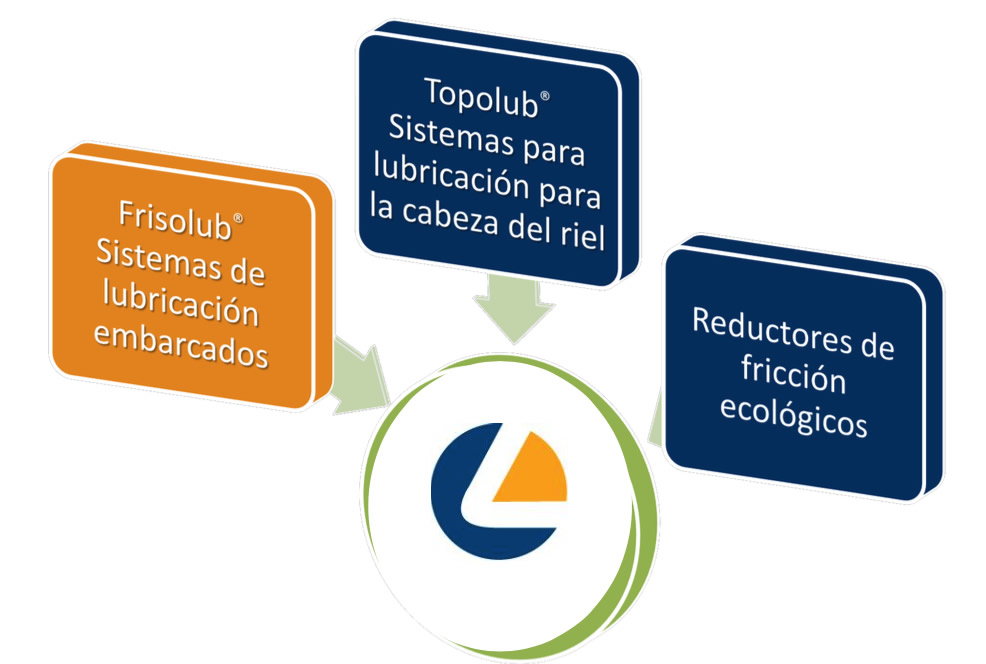 Frisolub®
Sistemas de
lubricación
embarcados
Topolub®
Sistemas para
lubricación para
la cabeza del riel
Reductores de
fricción
ecológicos